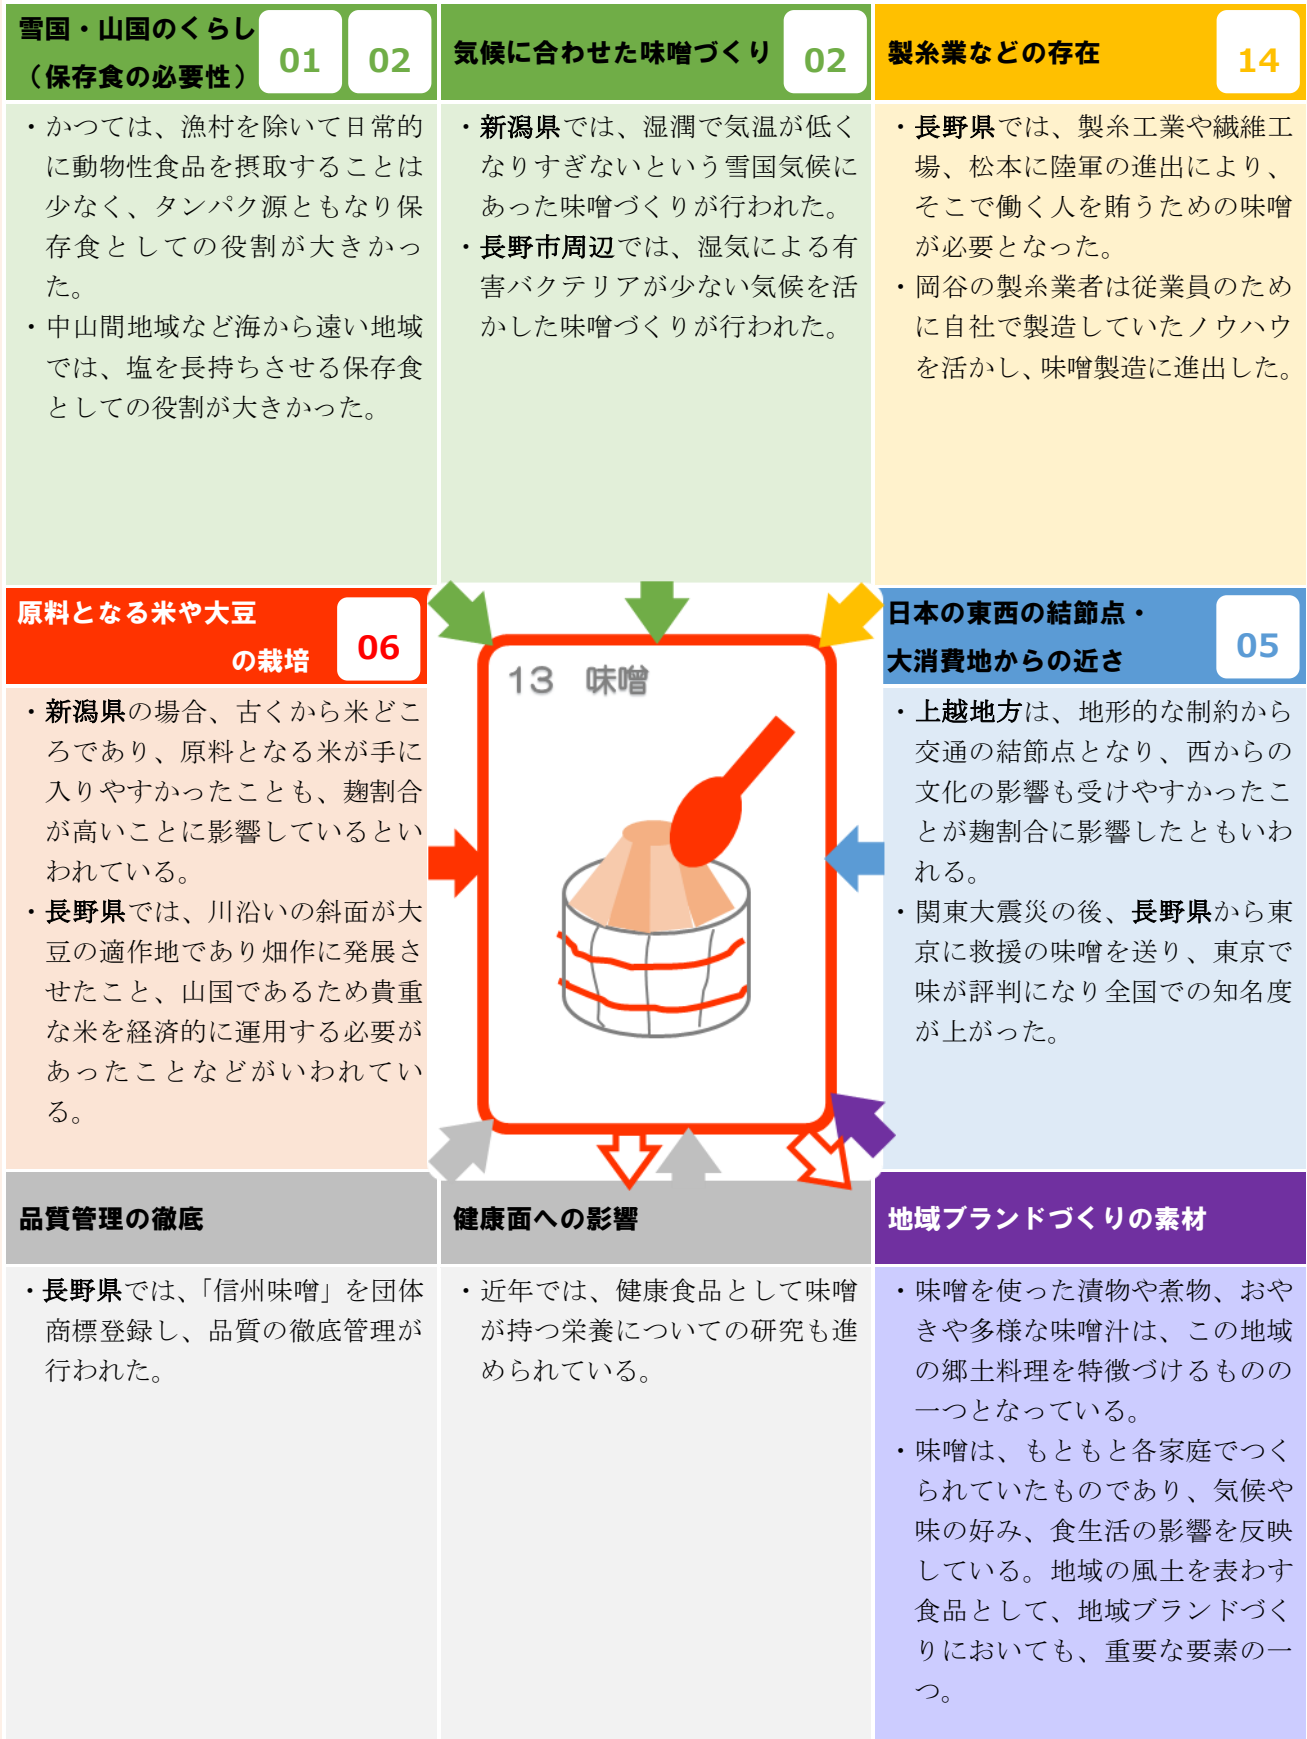 雪国・山国のくらし
（保存食の必要性）
01
02
・かつては、漁村を除いて日常的
に動物性食品を摂取することは
少なく、タンパク源ともなり保
存食としての役割が大きかっ
た。
・中山間地域など海から遠い地域
では、塩を長持ちさせる保存食
としての役割が大きかった。
気候に合わせた味噌づくり
02
・新潟県では、湿潤で気温が低く
なりすぎないという雪国気候に
あった味噌づくりが行われた。
・長野市周辺では、湿気による有
害バクテリアが少ない気候を活
かした味噌づくりが行われた。
製糸業などの存在
14
・長野県では、製糸工業や繊維工
場、松本に陸軍の進出により、
そこで働く人を賄うための味噌
が必要となった。
・岡谷の製糸業者は従業員のため
に自社で製造していたノウハウ
を活かし、味噌製造に進出した。
原料となる米や大豆
の栽培
06
・新潟県の場合、古くから米どこ
ろであり、原料となる米が手に
入りやすかったことも、麹割合
が高いことに影響しているとい
われている。
・長野県では、川沿いの斜面が大
豆の適作地であり畑作に発展さ
せたこと、山国であるため貴重
な米を経済的に運用する必要が
あったことなどがいわれてい
る。
13 味噌
日本の東西の結節点・
大消費地からの近さ
05
・上越地方は、地形的な制約から
交通の結節点となり、西からの
文化の影響も受けやすかったこ
とが麹割合に影響したともいわ
れる。
・関東大震災の後、長野県から東
京に救援の味噌を送り、東京で
味が評判になり全国での知名度
が上がった。
品質管理の徹底
・長野県では、「信州味噌」を団体
商標登録し、品質の徹底管理が
行われた。
健康面への影響
・近年では、健康食品として味噌
が持つ栄養についての研究も進
められている。
地域ブランドづくりの素材
・味噌を使った漬物や煮物、おや
きや多様な味噌汁は、この地域
の郷土料理を特徴づけるものの
一つとなっている。
・味噌は、もともと各家庭でつく
られていたものであり、気候や
味の好み、食生活の影響を反映
している。地域の風土を表わす
食品として、地域ブランドづく
りにおいても、重要な要素の一
つ。